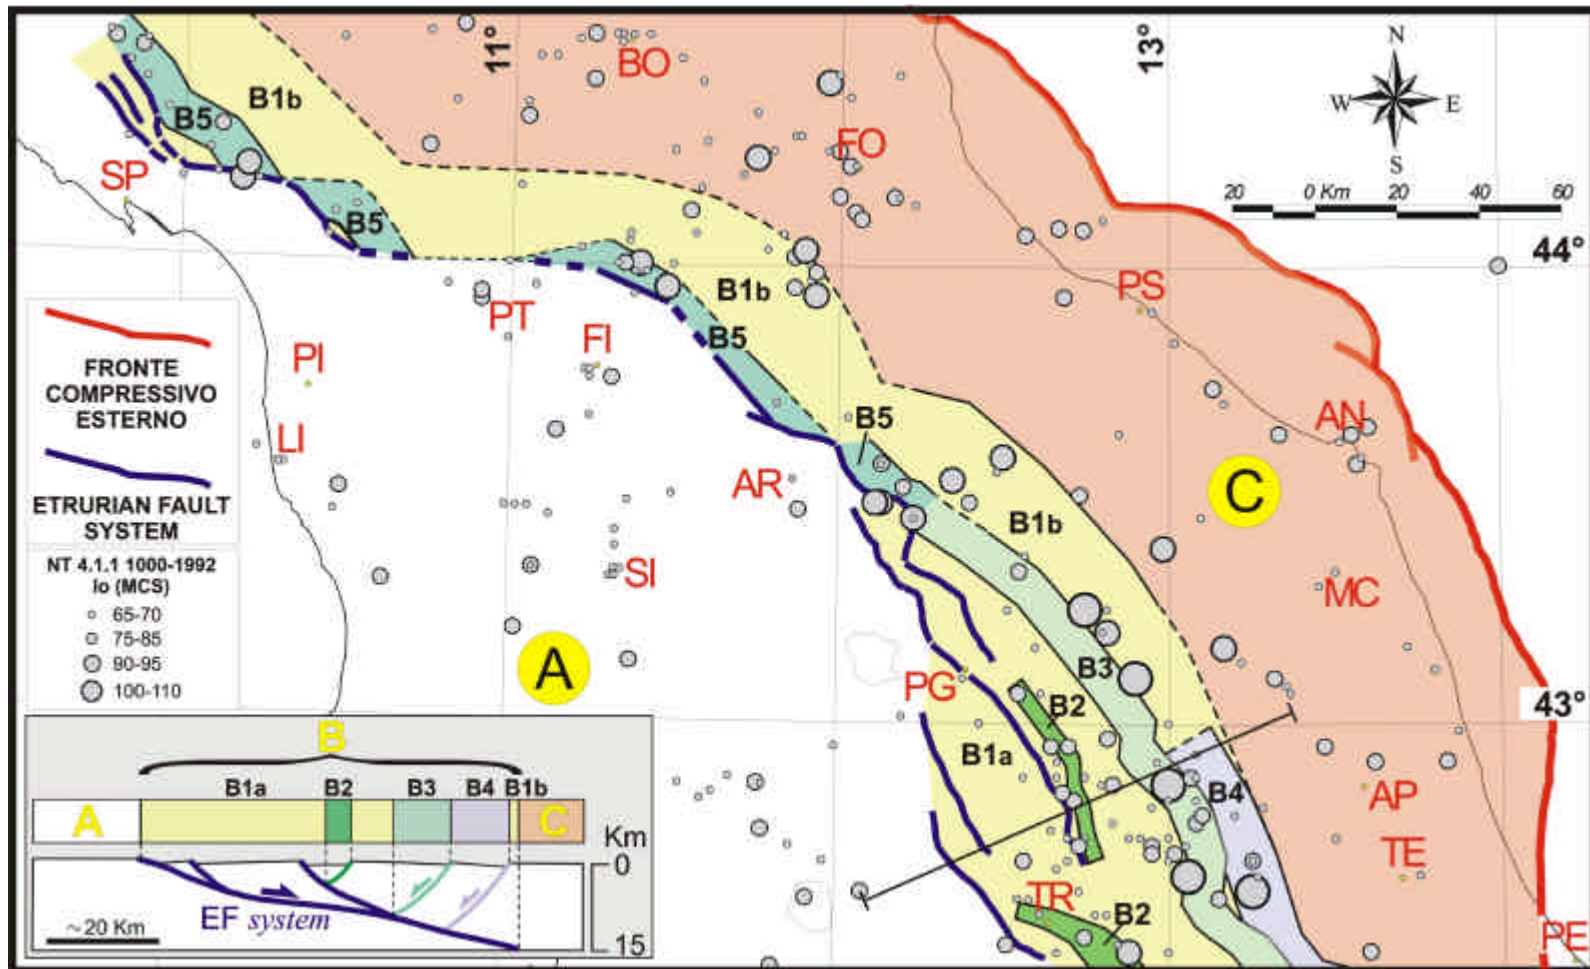 11°
13°
BO
B5
B1b
FO
N
W
E
S
SP
20 0 Km 20 40 60
B5
44°
B1b
PS
PT
FI
B5
PI
FRONTE
COMPRESSIVO
ESTERNO
LI
B5
AN
AR
C
ETRURIAN FAULT
SYSTEM
B1b
NT 4.1.1 1000-1992
Io (MCS)
65-70
75-85
90-95
100-110
SI
MC
A
B3
PG
B2
43°
B1a
B4
AP
TE
TR
B2
PE
B
B1a B2 B3 B4 B1b
A
C
Km
0
EF system
~20 Km
15